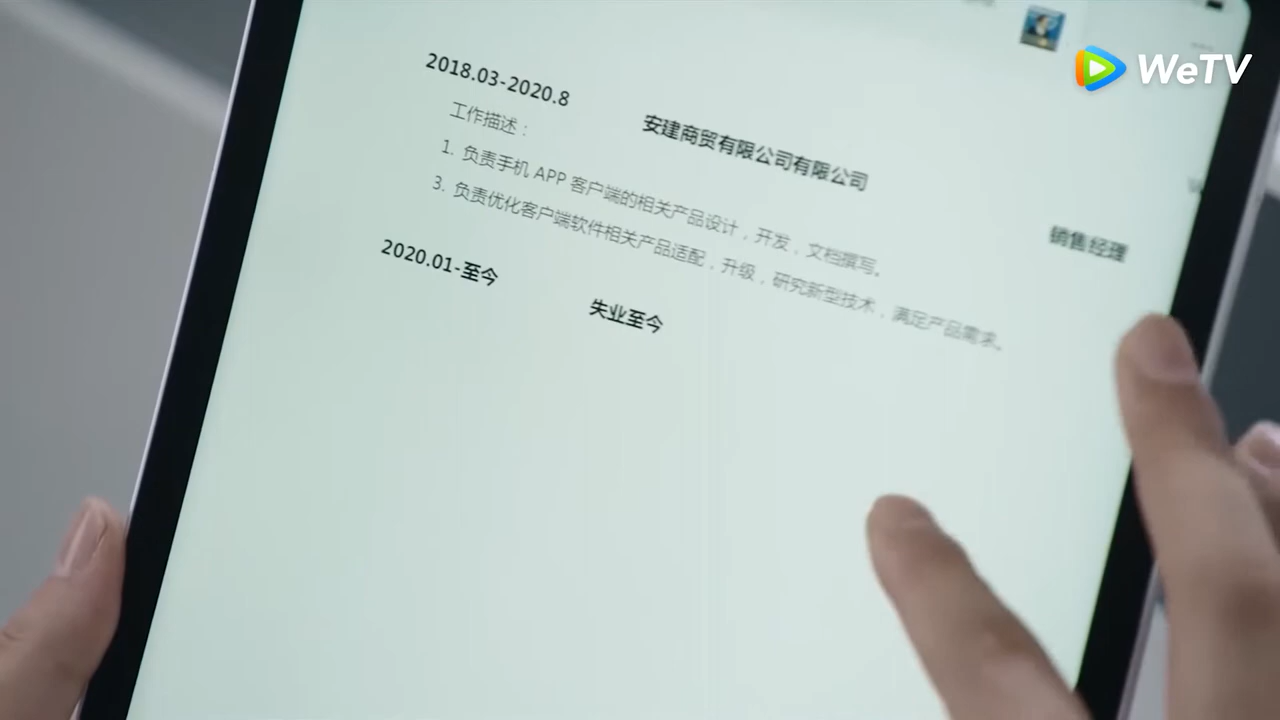 WeTV
2018.03-2020.8
安建商贸有限公司有限公司
销售经理
工作描述：
1. 负责手机 APP 客户端的相关产品设计，开发，文档撰写。
3. 负责优化客户端软件相关产品适配，升级，研究新型技术，满足产品需求。
2020.01-至今
失业至今